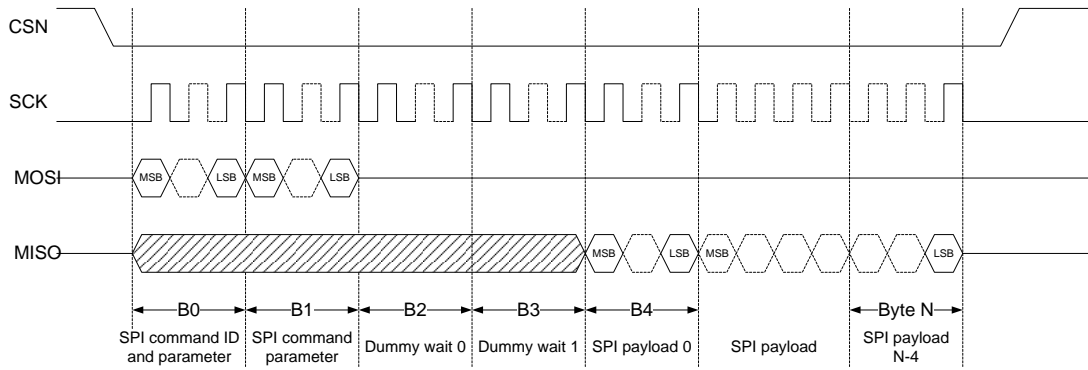 CSN
SCK
MOSI
MSB LSB MSB LSB
MISO
MSB LSB MSB LSB
B0 B1 B2 B3 B4 Byte N
SPI command ID
and parameter
SPI command
parameter
Dummy wait 0
Dummy wait 1
SPI payload 0
SPI payload
SPI payload
N-4